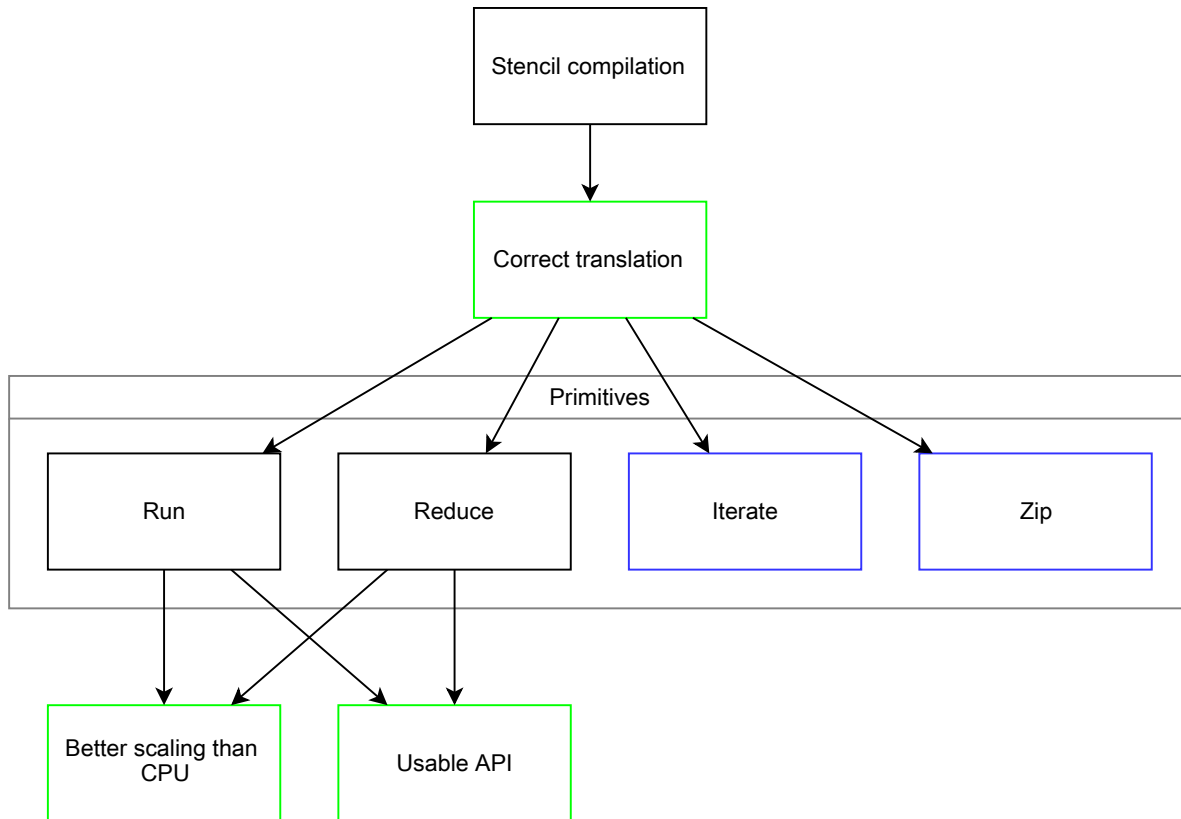 Stencil compilation
Correct translation
Primitives
Run
Reduce
Iterate
Zip
Better scaling than
CPU
Usable API